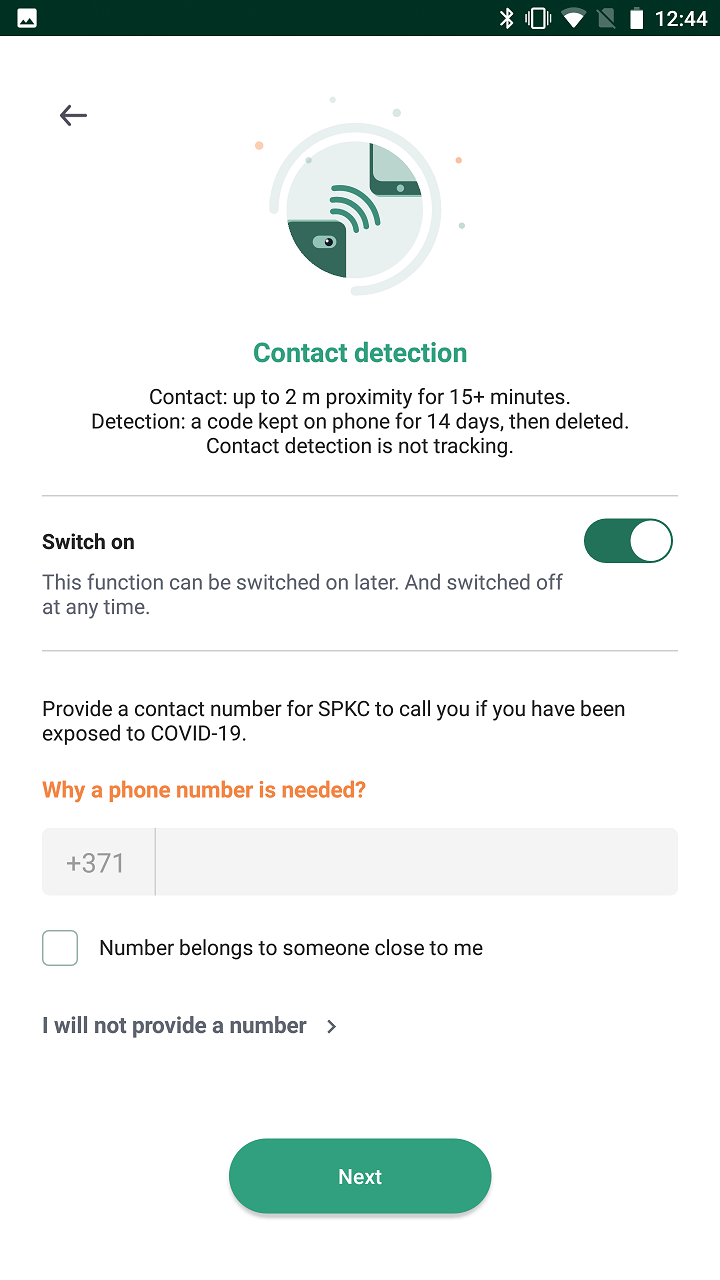 12:44
Contact detection
Contact: up to 2 m proximity for 15+ minutes.
Detection: a code kept on phone for 14 days, then deleted.
Contact detection is not tracking.
Switch on
This function can be switched on later. And switched off
at any time.
Provide a contact number for SPKC to call you if you have been
exposed to COVID-19.
Why a phone number is needed?
+371
Number belongs to someone close to me
I will not provide a number
Next